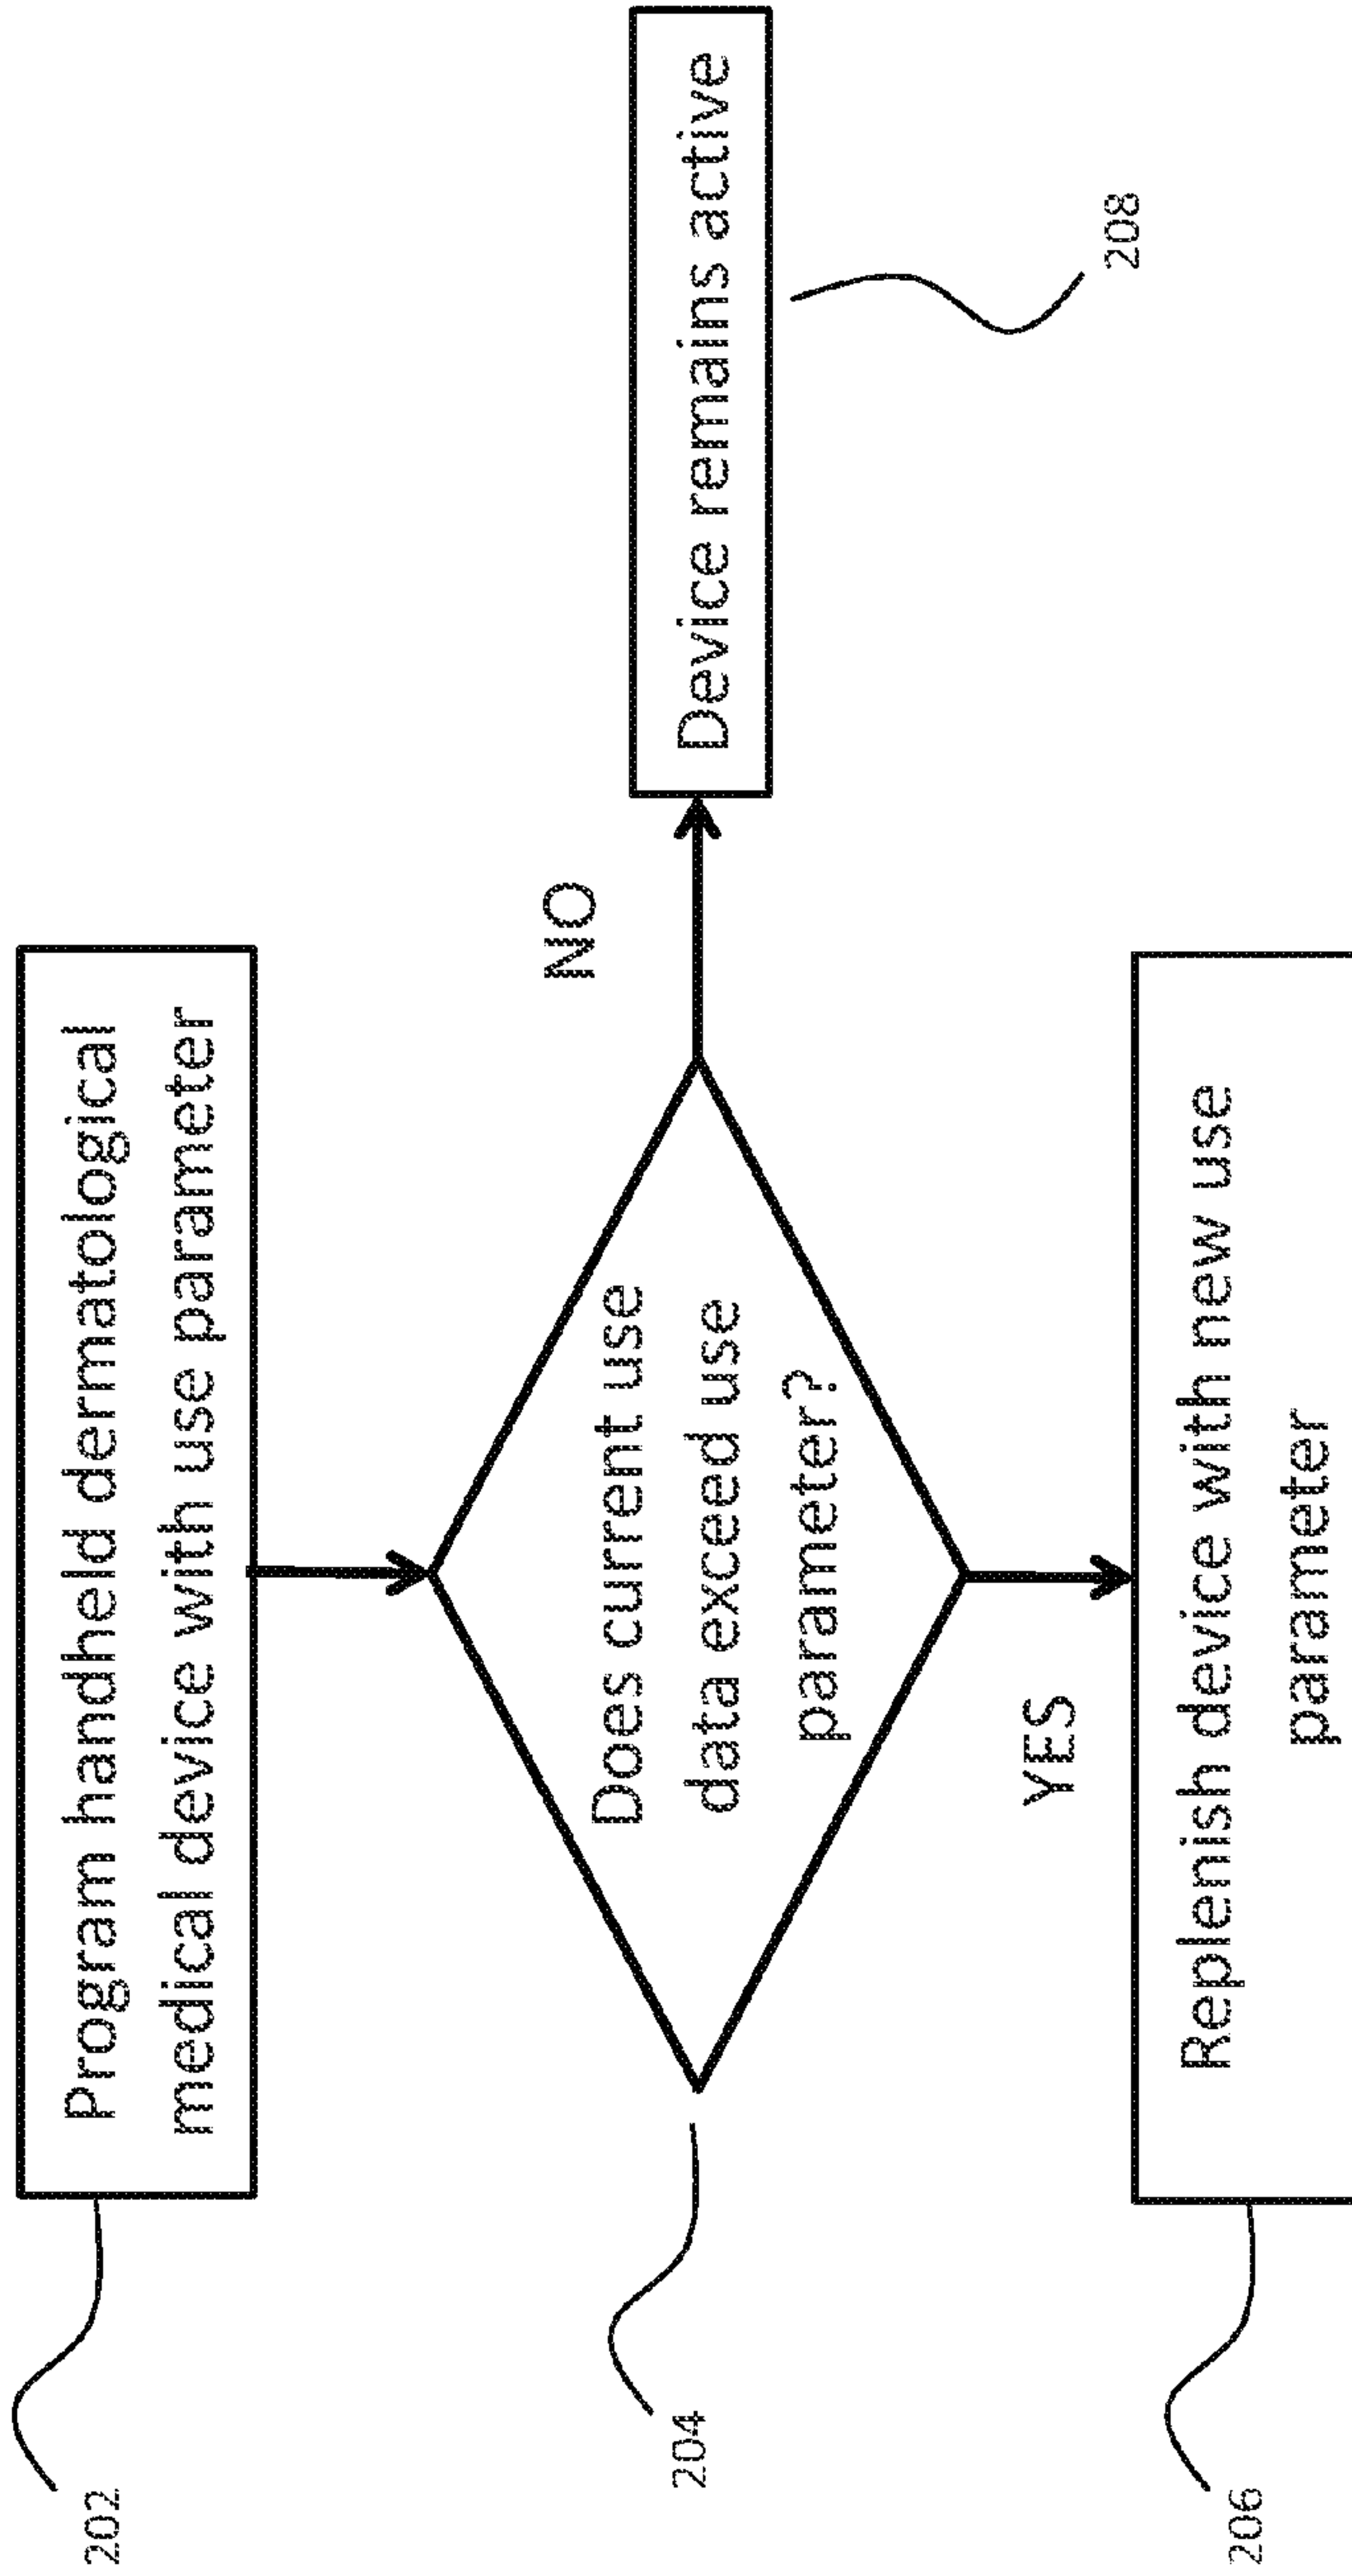 202
Program handheld dermatological
medical device with use parameter
204
Does current use
data exceed use
parameter?
NO
Device remains active
208
YES
206
Replenish device with new use
parameter